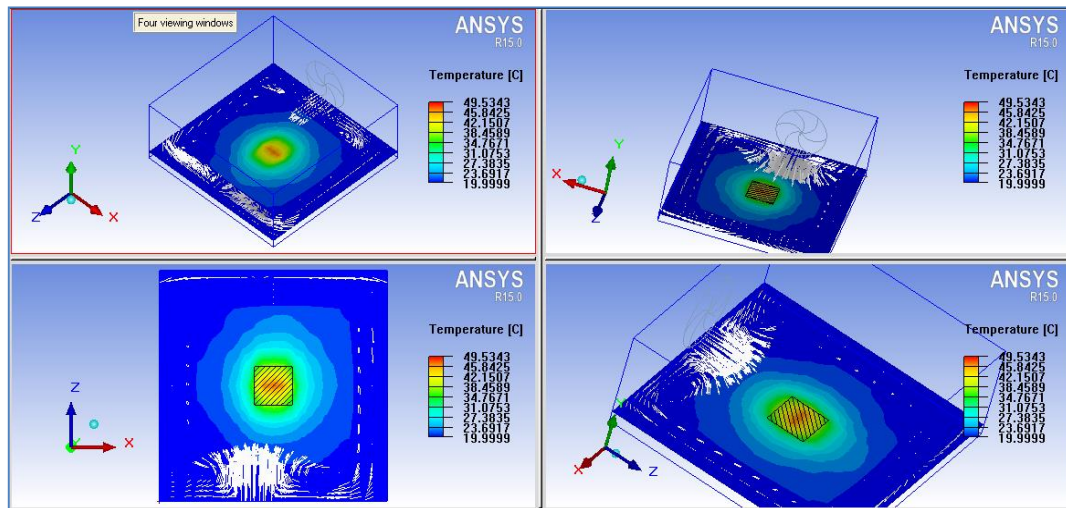 Four viewing windows
ANSYS
R15.0
Temperature [C]
49.5343
45.8425
42.1507
38.4589
34.7671
31.0753
27.3835
23.6917
19.9999
Y
Z
X
ANSYS
R15.0
Temperature [C]
49.5343
45.8425
42.1507
38.4589
34.7671
31.0753
27.3835
23.6917
19.9999
Y
X
Z
ANSYS
R15.0
Temperature [C]
49.5343
45.8425
42.1507
38.4589
34.7671
31.0753
27.3835
23.6917
19.9999
Z
Y
X
ANSYS
R15.0
Temperature [C]
49.5343
45.8425
42.1507
38.4589
34.7671
31.0753
27.3835
23.6917
19.9999
Y
X
Z